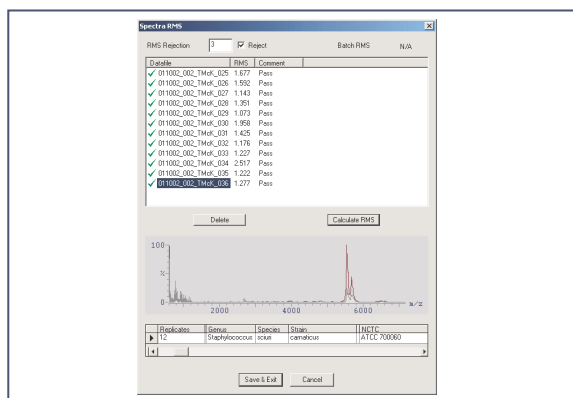 Spectra RMS
RMS Rejection 3 Reject Batch RMS N/A
Datafile RMS Comment
011002_002_TMcK_025 1.677 Pass
011002_002_TMcK_026 1.592 Pass
011002_002_TMcK_027 1.143 Pass
011002_002_TMcK_028 1.351 Pass
011002_002_TMcK_029 1.073 Pass
011002_002_TMcK_030 1.958 Pass
011002_002_TMcK_031 1.425 Pass
011002_002_TMcK_032 1.176 Pass
011002_002_TMcK_033 1.227 Pass
011002_002_TMcK_034 2.517 Pass
011002_002_TMcK_035 1.222 Pass
011002_002_TMcK_036 1.277 Pass
Delete Calculate RMS
100
%
0
2000 4000 6000 m/z
Replicates Genus Species Strain NCTC
12 Staphylococcus sciuri carnaticus ATCC 700060
Save & Exit Cancel